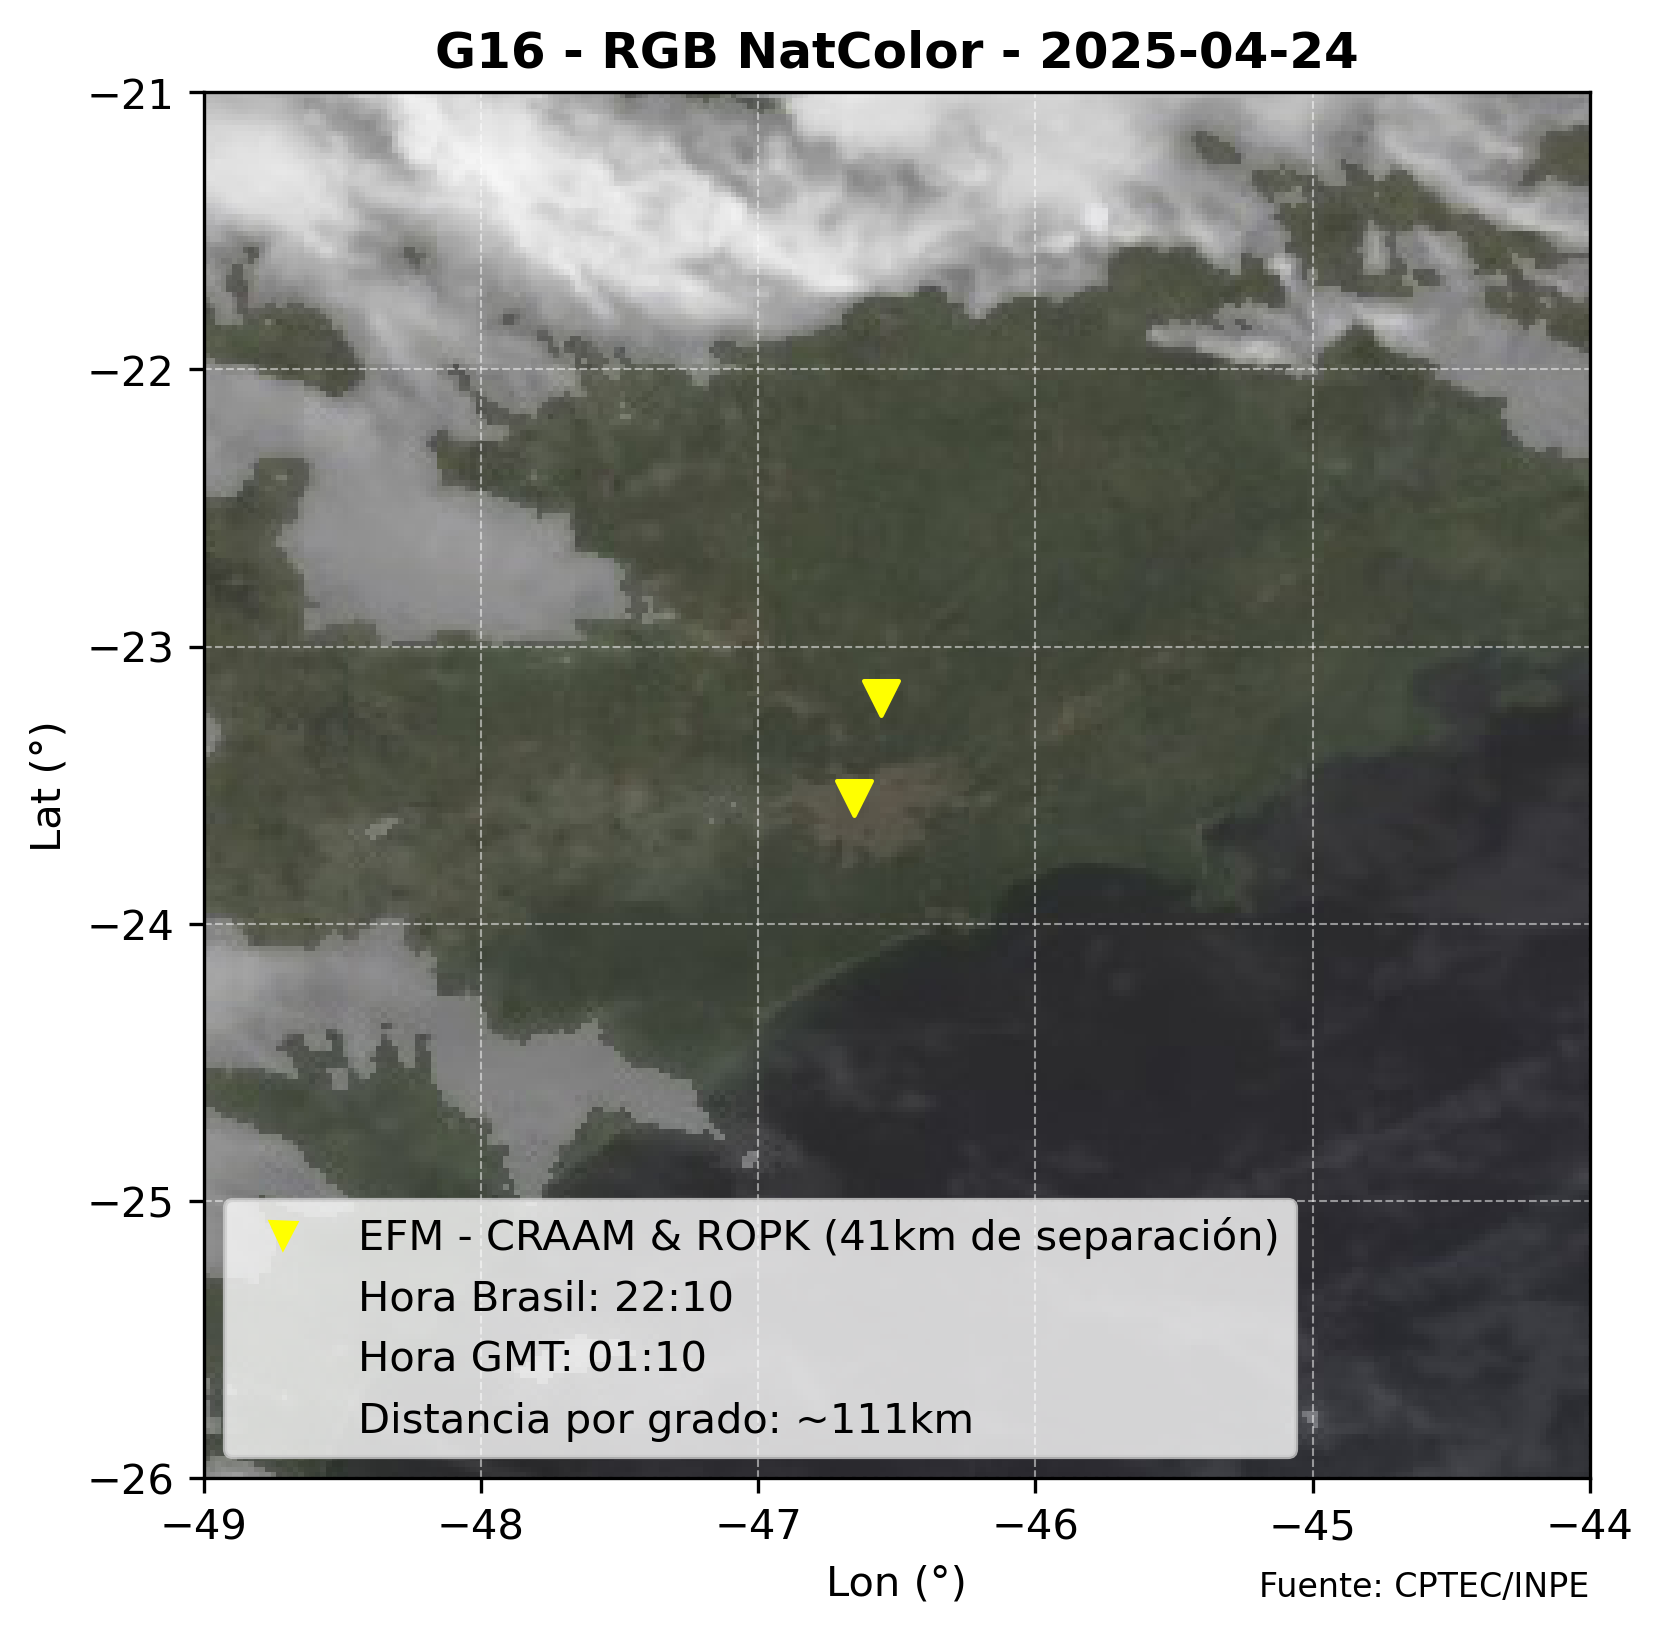 G16 - RGB NatColor - 2025-04-24
−21
−22
−23
−24
−25
−26
Lat (°)
EFM - CRAAM & ROPK (41km de separación)
Hora Brasil: 22:10
Hora GMT: 01:10
Distancia por grado: ~111km
−49 −48 −47 −46 −45 −44
Lon (°)
Fuente: CPTEC/INPE